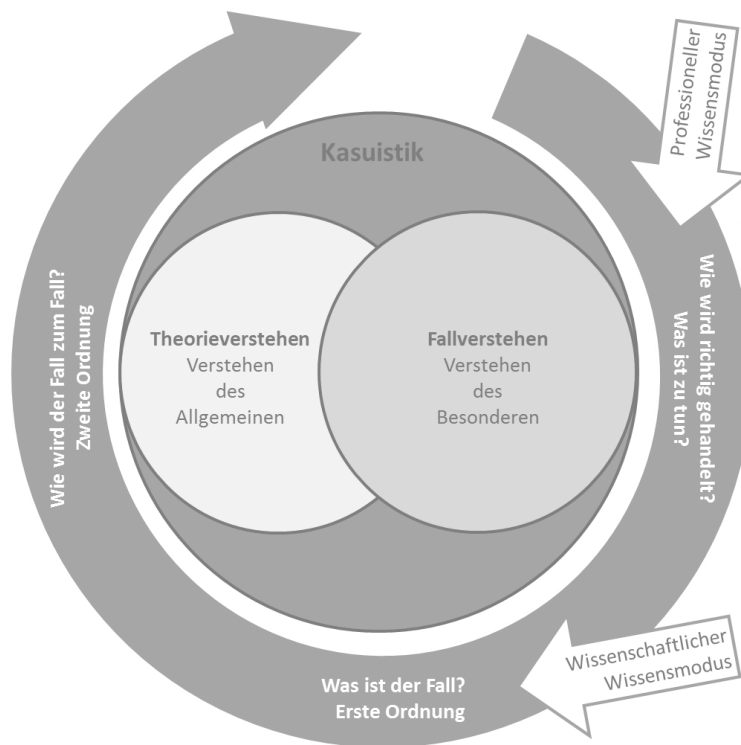 Professioneller
Wissensmodus
Kasuistik
Wie wird der Fall zum Fall?
Zweite Ordnung
Theorieverstehen
Verstehen
des
Allgemeinen
Fallverstehen
Verstehen
des
Besonderen
Wie wird richtig gehandelt?
Was ist zu tun?
Wissenschaftlicher
Wissensmodus
Was ist der Fall?
Erste Ordnung